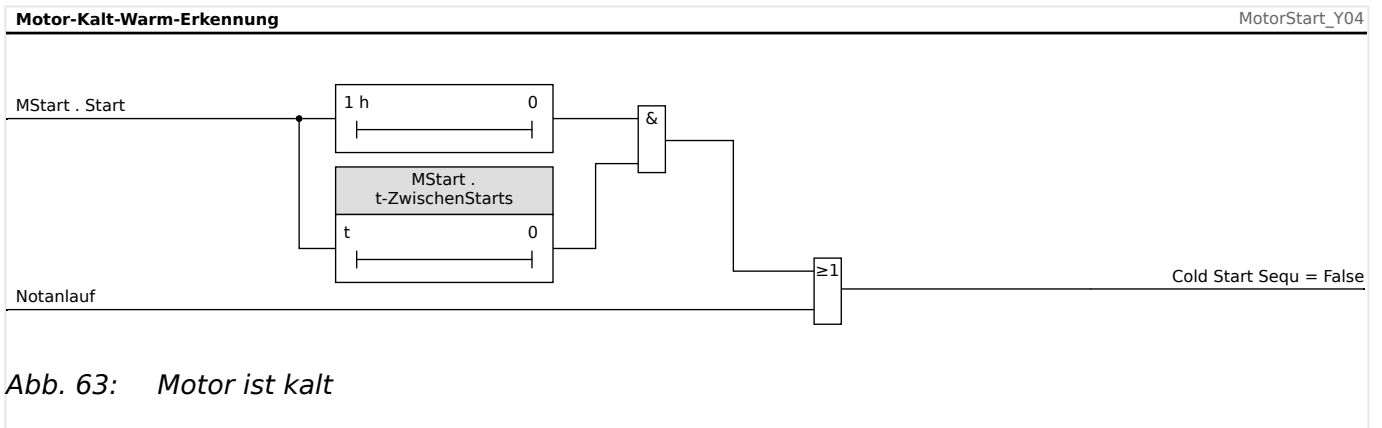 Motor-Kalt-Warm-Erkennung
MotorStart_Y04
MStart . Start
1 h 0
&
MStart .
t-ZwischenStarts
t 0
≥1
Cold Start Sequ = False
Notanlauf
Abb. 63: Motor ist kalt